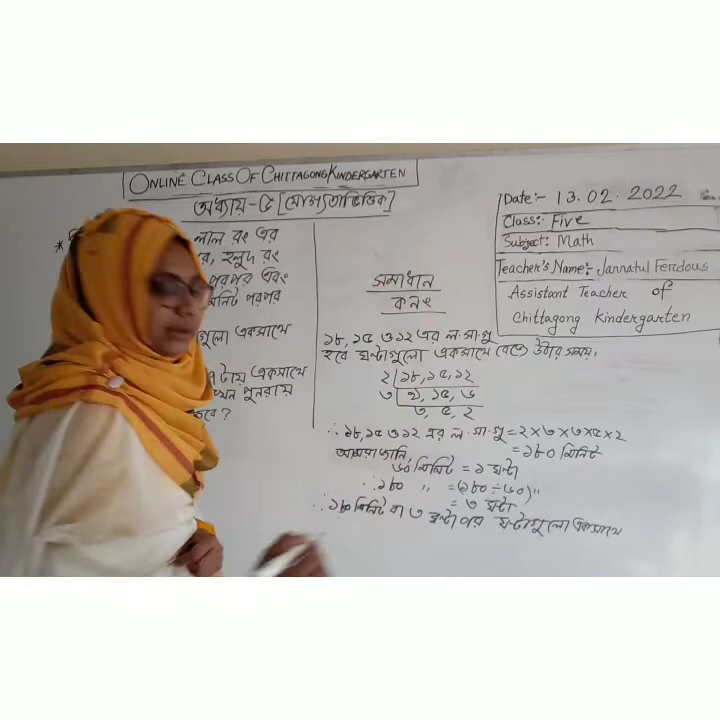 ONLINE CLASS OF CHITTAGONG KINDERGARTEN
অধ্যায়-৫ [যোগ্যতাভিত্তিক]
*
লাল রং এর
হলুদ রং
পরপর এবং
মিনিট পরপর
গুলো একসাথে
টায় একসাথে
পুনরায়
হবে?
সমাধান
ক নং
১৮, ১৫ ও ১২ এর ল.সা.গু
হবে ঘন্টাগুলো একসাথে বেজে উঠার সময়।
২ | ১৮, ১৫, ১২
৩ | ৯, ১৫, ৬
৩, ৫, ২
∴ ১৮, ১৫ ও ১২ এর ল.সা.গু = ২×৩×৩×৫×২
= ১৮০ মিনিট
আমরা জানি,
৬০ মিনিট = ১ ঘন্টা
∴ ১৮০ " = (১৮০ ÷ ৬০) "
= ৩ ঘন্টা
∴ ১৮০ মিনিট বা ৩ ঘন্টা পর ঘন্টাগুলো একসাথে
Date:- 13.02.2022
Class:- Five
Subject: Math
Teacher's Name:- Jannatul Ferdous
Assistant Teacher of
Chittagong Kindergarten